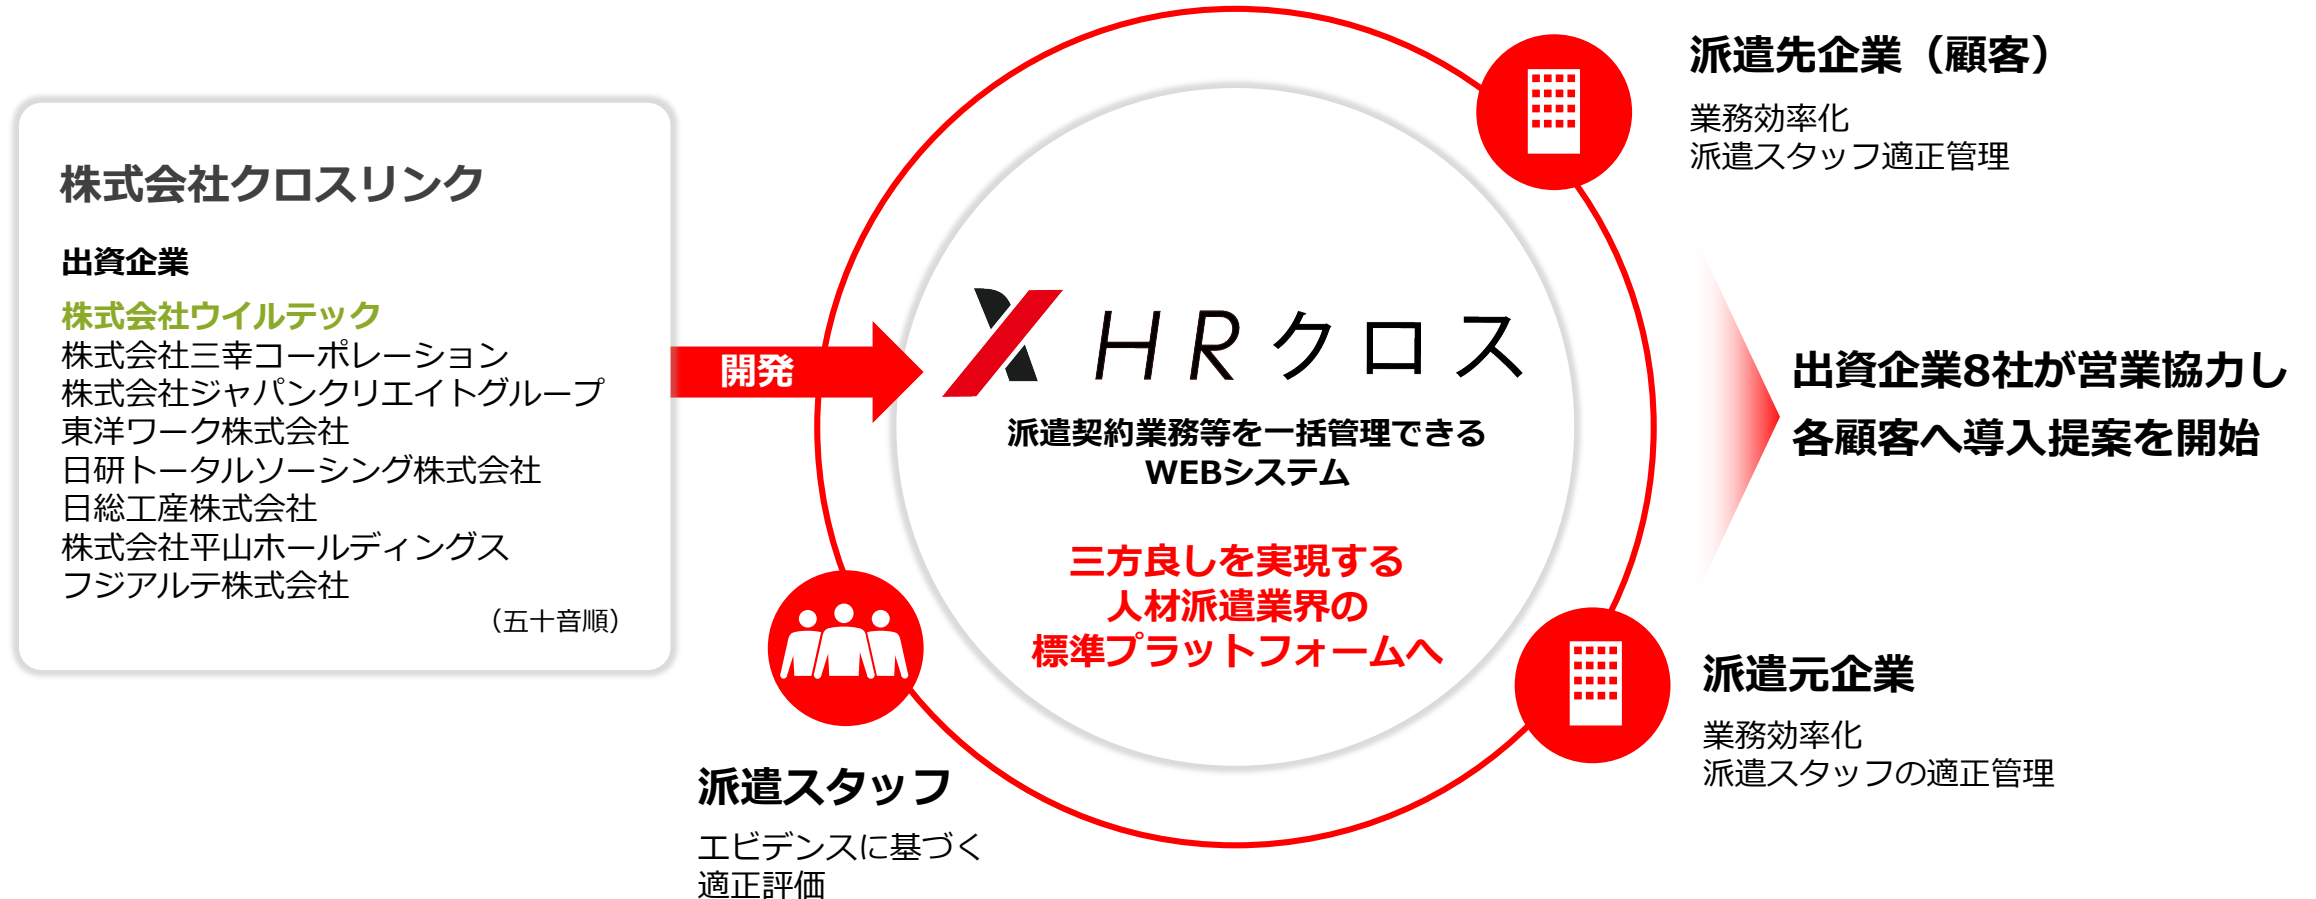 株式会社クロスリンク
出資企業
株式会社ウイルテック
株式会社三幸コーポレーション
株式会社ジャパンクリエイトグループ
東洋ワーク株式会社
日研トータルソーシング株式会社
日総工産株式会社
株式会社平山ホールディングス
フジアルテ株式会社
（五十音順）
開発
HRクロス
派遣契約業務等を一括管理できる
WEBシステム
三方良しを実現する
人材派遣業界の
標準プラットフォームへ
派遣先企業（顧客）
業務効率化
派遣スタッフ適正管理
出資企業8社が営業協力し
各顧客へ導入提案を開始
派遣元企業
業務効率化
派遣スタッフの適正管理
派遣スタッフ
エビデンスに基づく
適正評価